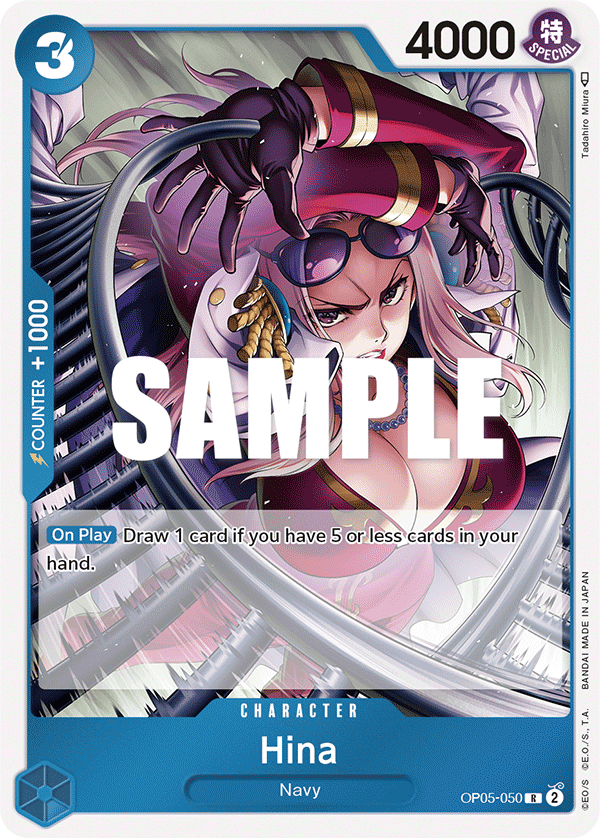 3
4000
特
SPECIAL
Tadahiro Miura
COUNTER +1000
SAMPLE
On Play Draw 1 card if you have 5 or less cards in your
hand.
CHARACTER
Hina
Navy
OP05-050 R 2
©EO/S ©E.O./S., T.A. BANDAI MADE IN JAPAN